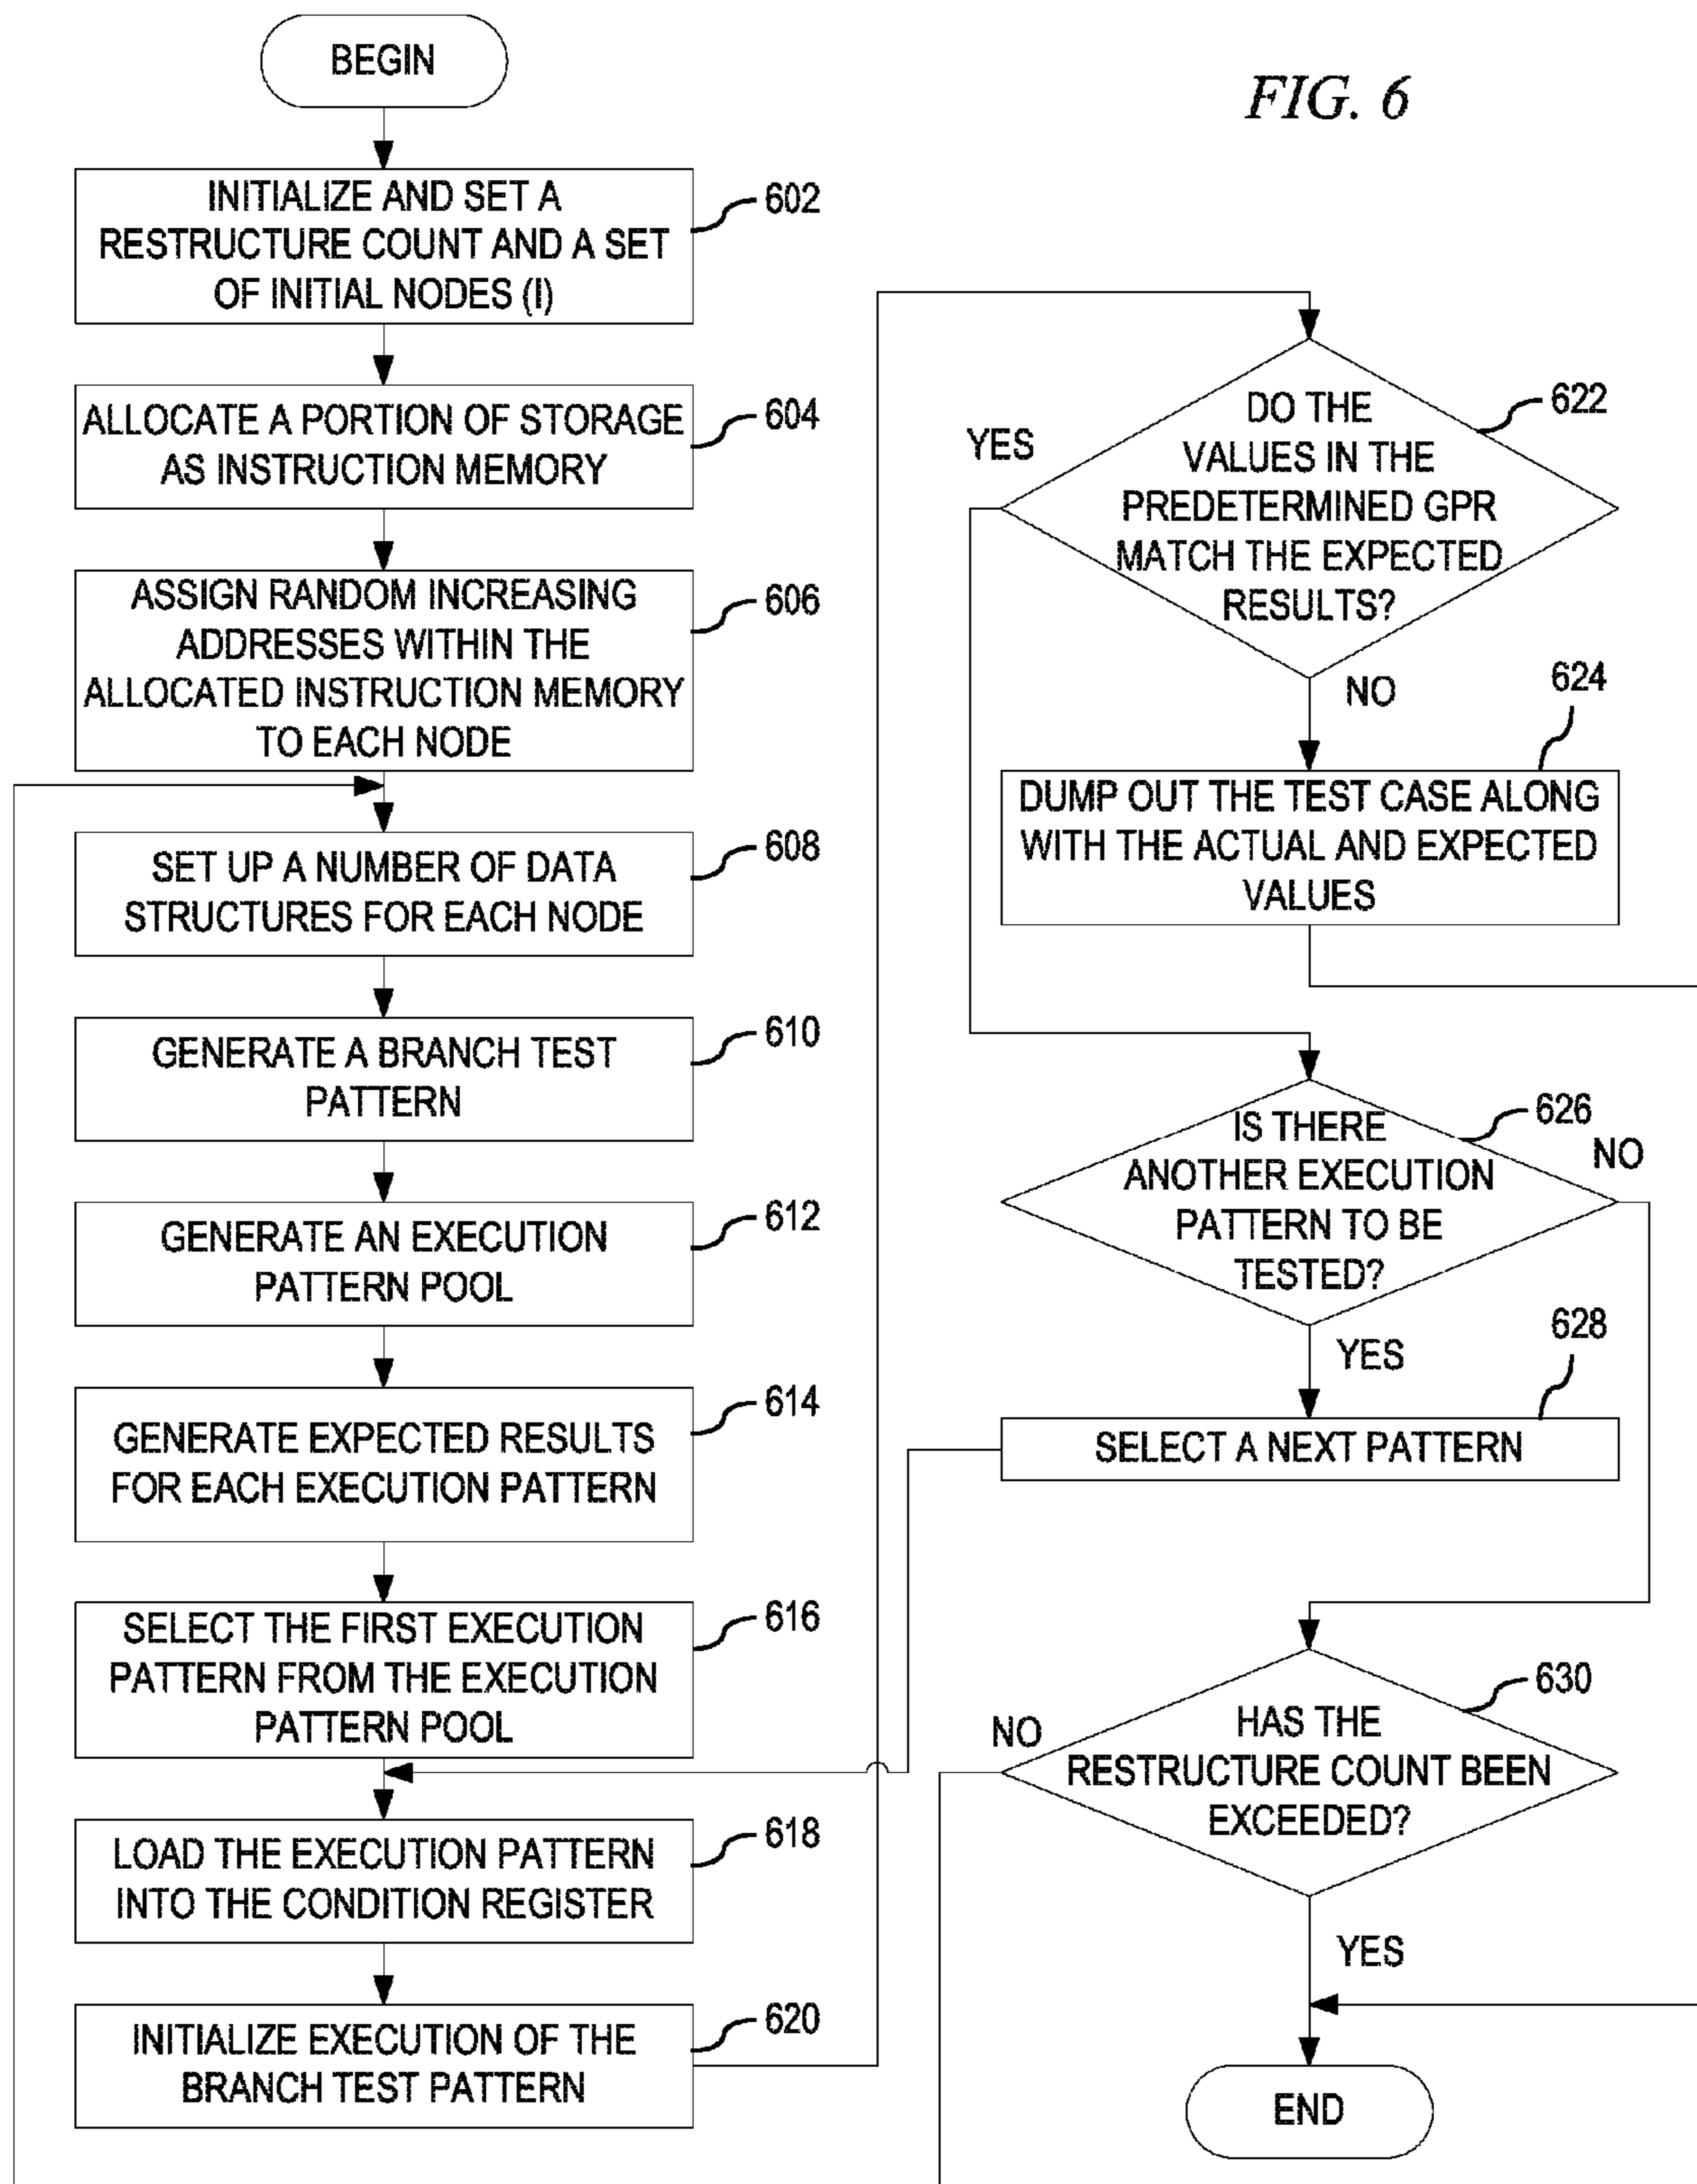 FIG. 6
BEGIN
INITIALIZE AND SET A
RESTRUCTURE COUNT AND A SET
OF INITIAL NODES (I)
602
ALLOCATE A PORTION OF STORAGE
AS INSTRUCTION MEMORY
604
ASSIGN RANDOM INCREASING
ADDRESSES WITHIN THE
ALLOCATED INSTRUCTION MEMORY
TO EACH NODE
606
SET UP A NUMBER OF DATA
STRUCTURES FOR EACH NODE
608
GENERATE A BRANCH TEST
PATTERN
610
GENERATE AN EXECUTION
PATTERN POOL
612
GENERATE EXPECTED RESULTS
FOR EACH EXECUTION PATTERN
614
SELECT THE FIRST EXECUTION
PATTERN FROM THE EXECUTION
PATTERN POOL
616
LOAD THE EXECUTION PATTERN
INTO THE CONDITION REGISTER
618
INITIALIZE EXECUTION OF THE
BRANCH TEST PATTERN
620
DO THE
VALUES IN THE
PREDETERMINED GPR
MATCH THE EXPECTED
RESULTS?
622
YES
NO
624
DUMP OUT THE TEST CASE ALONG
WITH THE ACTUAL AND EXPECTED
VALUES
IS THERE
ANOTHER EXECUTION
PATTERN TO BE
TESTED?
626
NO
YES
628
SELECT A NEXT PATTERN
HAS THE
RESTRUCTURE COUNT BEEN
EXCEEDED?
630
NO
YES
END